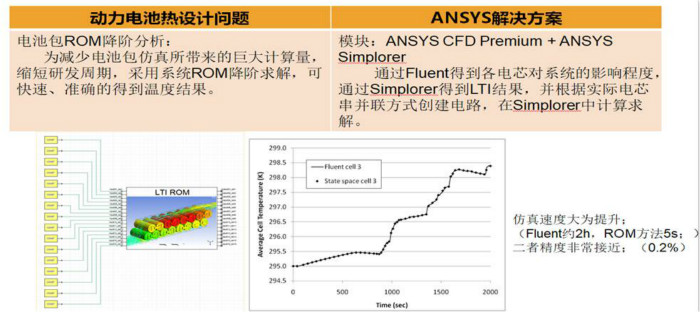 动力电池热设计问题
ANSYS解决方案
电池包ROM降阶分析：
为减少电池包仿真所带来的巨大计算量，
缩短研发周期，采用系统ROM降阶求解，可
快速、准确的得到温度结果。
模块：ANSYS CFD Premium + ANSYS
Simplorer
通过Fluent得到各电芯对系统的影响程度，
通过Simplorer得到LTI结果，并根据实际电芯
串并联方式创建电路，在Simplorer中计算求
解。
LTI ROM
299.0
298.5
298.0
297.5
297.0
296.5
296.0
295.5
295.0
294.5
Average Cell Temperature (K)
Fluent cell 3
State space cell 3
0
500
1000
1500
2000
Time (sec)
仿真速度大为提升；
（Fluent约2h，ROM方法5s；）
二者精度非常接近；（0.2%）